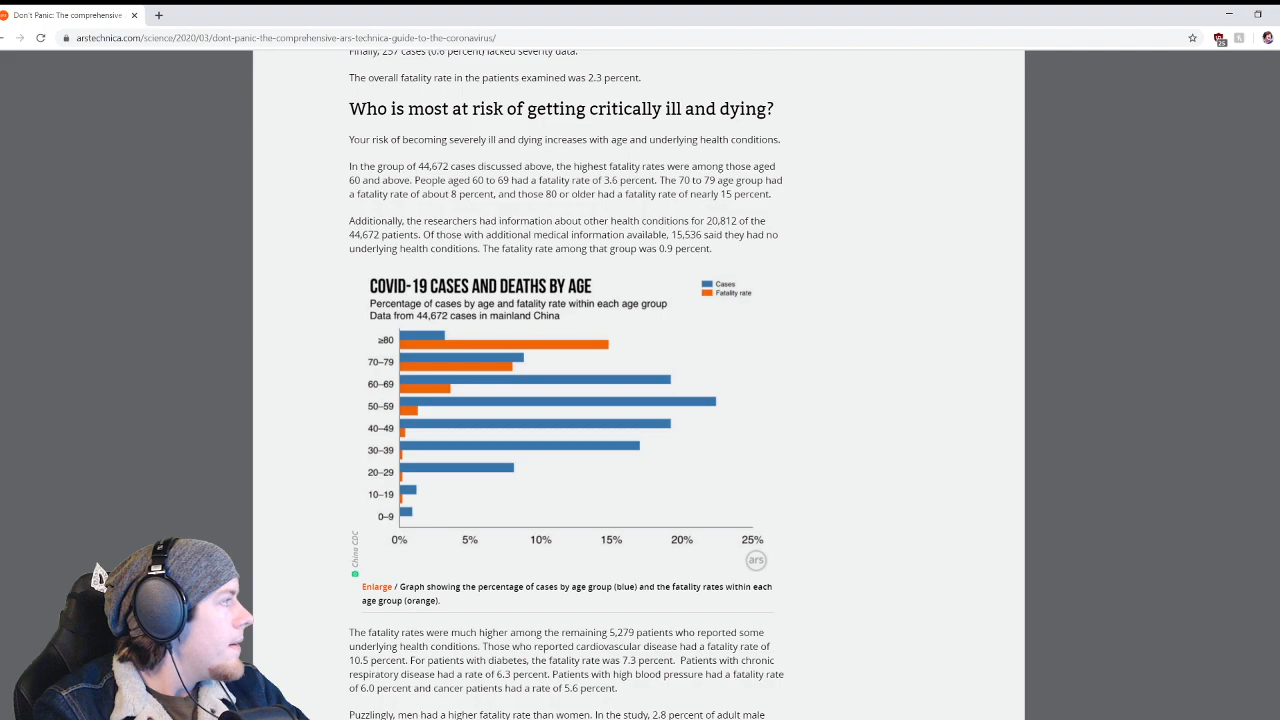 Don't Panic: The comprehensive
arstechnica.com/science/2020/03/dont-panic-the-comprehensive-ars-technica-guide-to-the-coronavirus/
25
Finally, 257 cases (0.6 percent) lacked severity data.
The overall fatality rate in the patients examined was 2.3 percent.
Who is most at risk of getting critically ill and dying?
Your risk of becoming severely ill and dying increases with age and underlying health conditions.
In the group of 44,672 cases discussed above, the highest fatality rates were among those aged
60 and above. People aged 60 to 69 had a fatality rate of 3.6 percent. The 70 to 79 age group had
a fatality rate of about 8 percent, and those 80 or older had a fatality rate of nearly 15 percent.
Additionally, the researchers had information about other health conditions for 20,812 of the
44,672 patients. Of those with additional medical information available, 15,536 said they had no
underlying health conditions. The fatality rate among that group was 0.9 percent.
COVID-19 CASES AND DEATHS BY AGE
Percentage of cases by age and fatality rate within each age group
Data from 44,672 cases in mainland China
Cases
Fatality rate
≥80
70–79
60–69
50–59
40–49
30–39
20–29
10–19
0–9
0% 5% 10% 15% 20% 25%
China CDC
ars
Enlarge / Graph showing the percentage of cases by age group (blue) and the fatality rates within each
age group (orange).
The fatality rates were much higher among the remaining 5,279 patients who reported some
underlying health conditions. Those who reported cardiovascular disease had a fatality rate of
10.5 percent. For patients with diabetes, the fatality rate was 7.3 percent. Patients with chronic
respiratory disease had a rate of 6.3 percent. Patients with high blood pressure had a fatality rate
of 6.0 percent and cancer patients had a rate of 5.6 percent.
Puzzlingly, men had a higher fatality rate than women. In the study, 2.8 percent of adult male